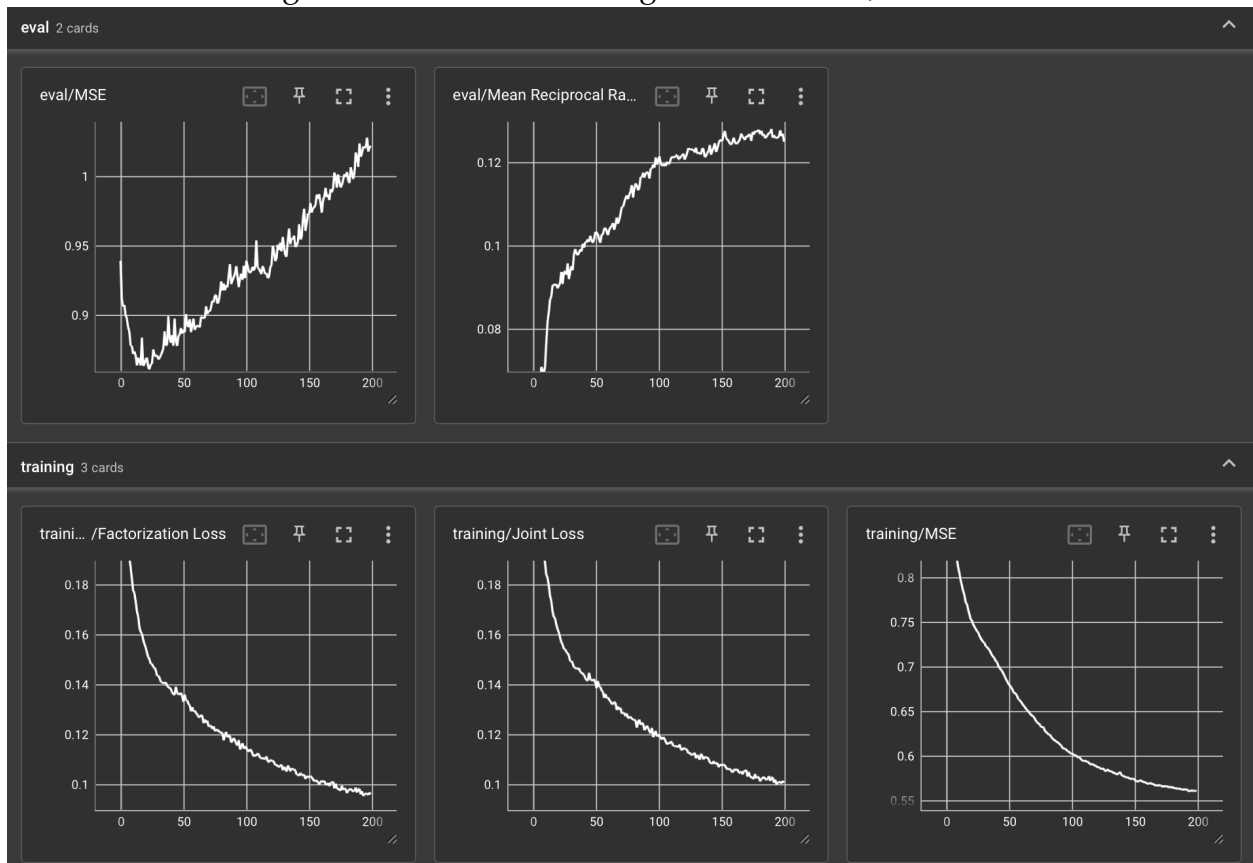 eval 2 cards
eval/MSE
1
0.95
0.9
0 50 100 150 200
eval/Mean Reciprocal Ra...
0.12
0.1
0.08
0 50 100 150 200
training 3 cards
traini... /Factorization Loss
0.18
0.16
0.14
0.12
0.1
0 50 100 150 200
training/Joint Loss
0.18
0.16
0.14
0.12
0.1
0 50 100 150 200
training/MSE
0.8
0.75
0.7
0.65
0.6
0.55
0 50 100 150 200